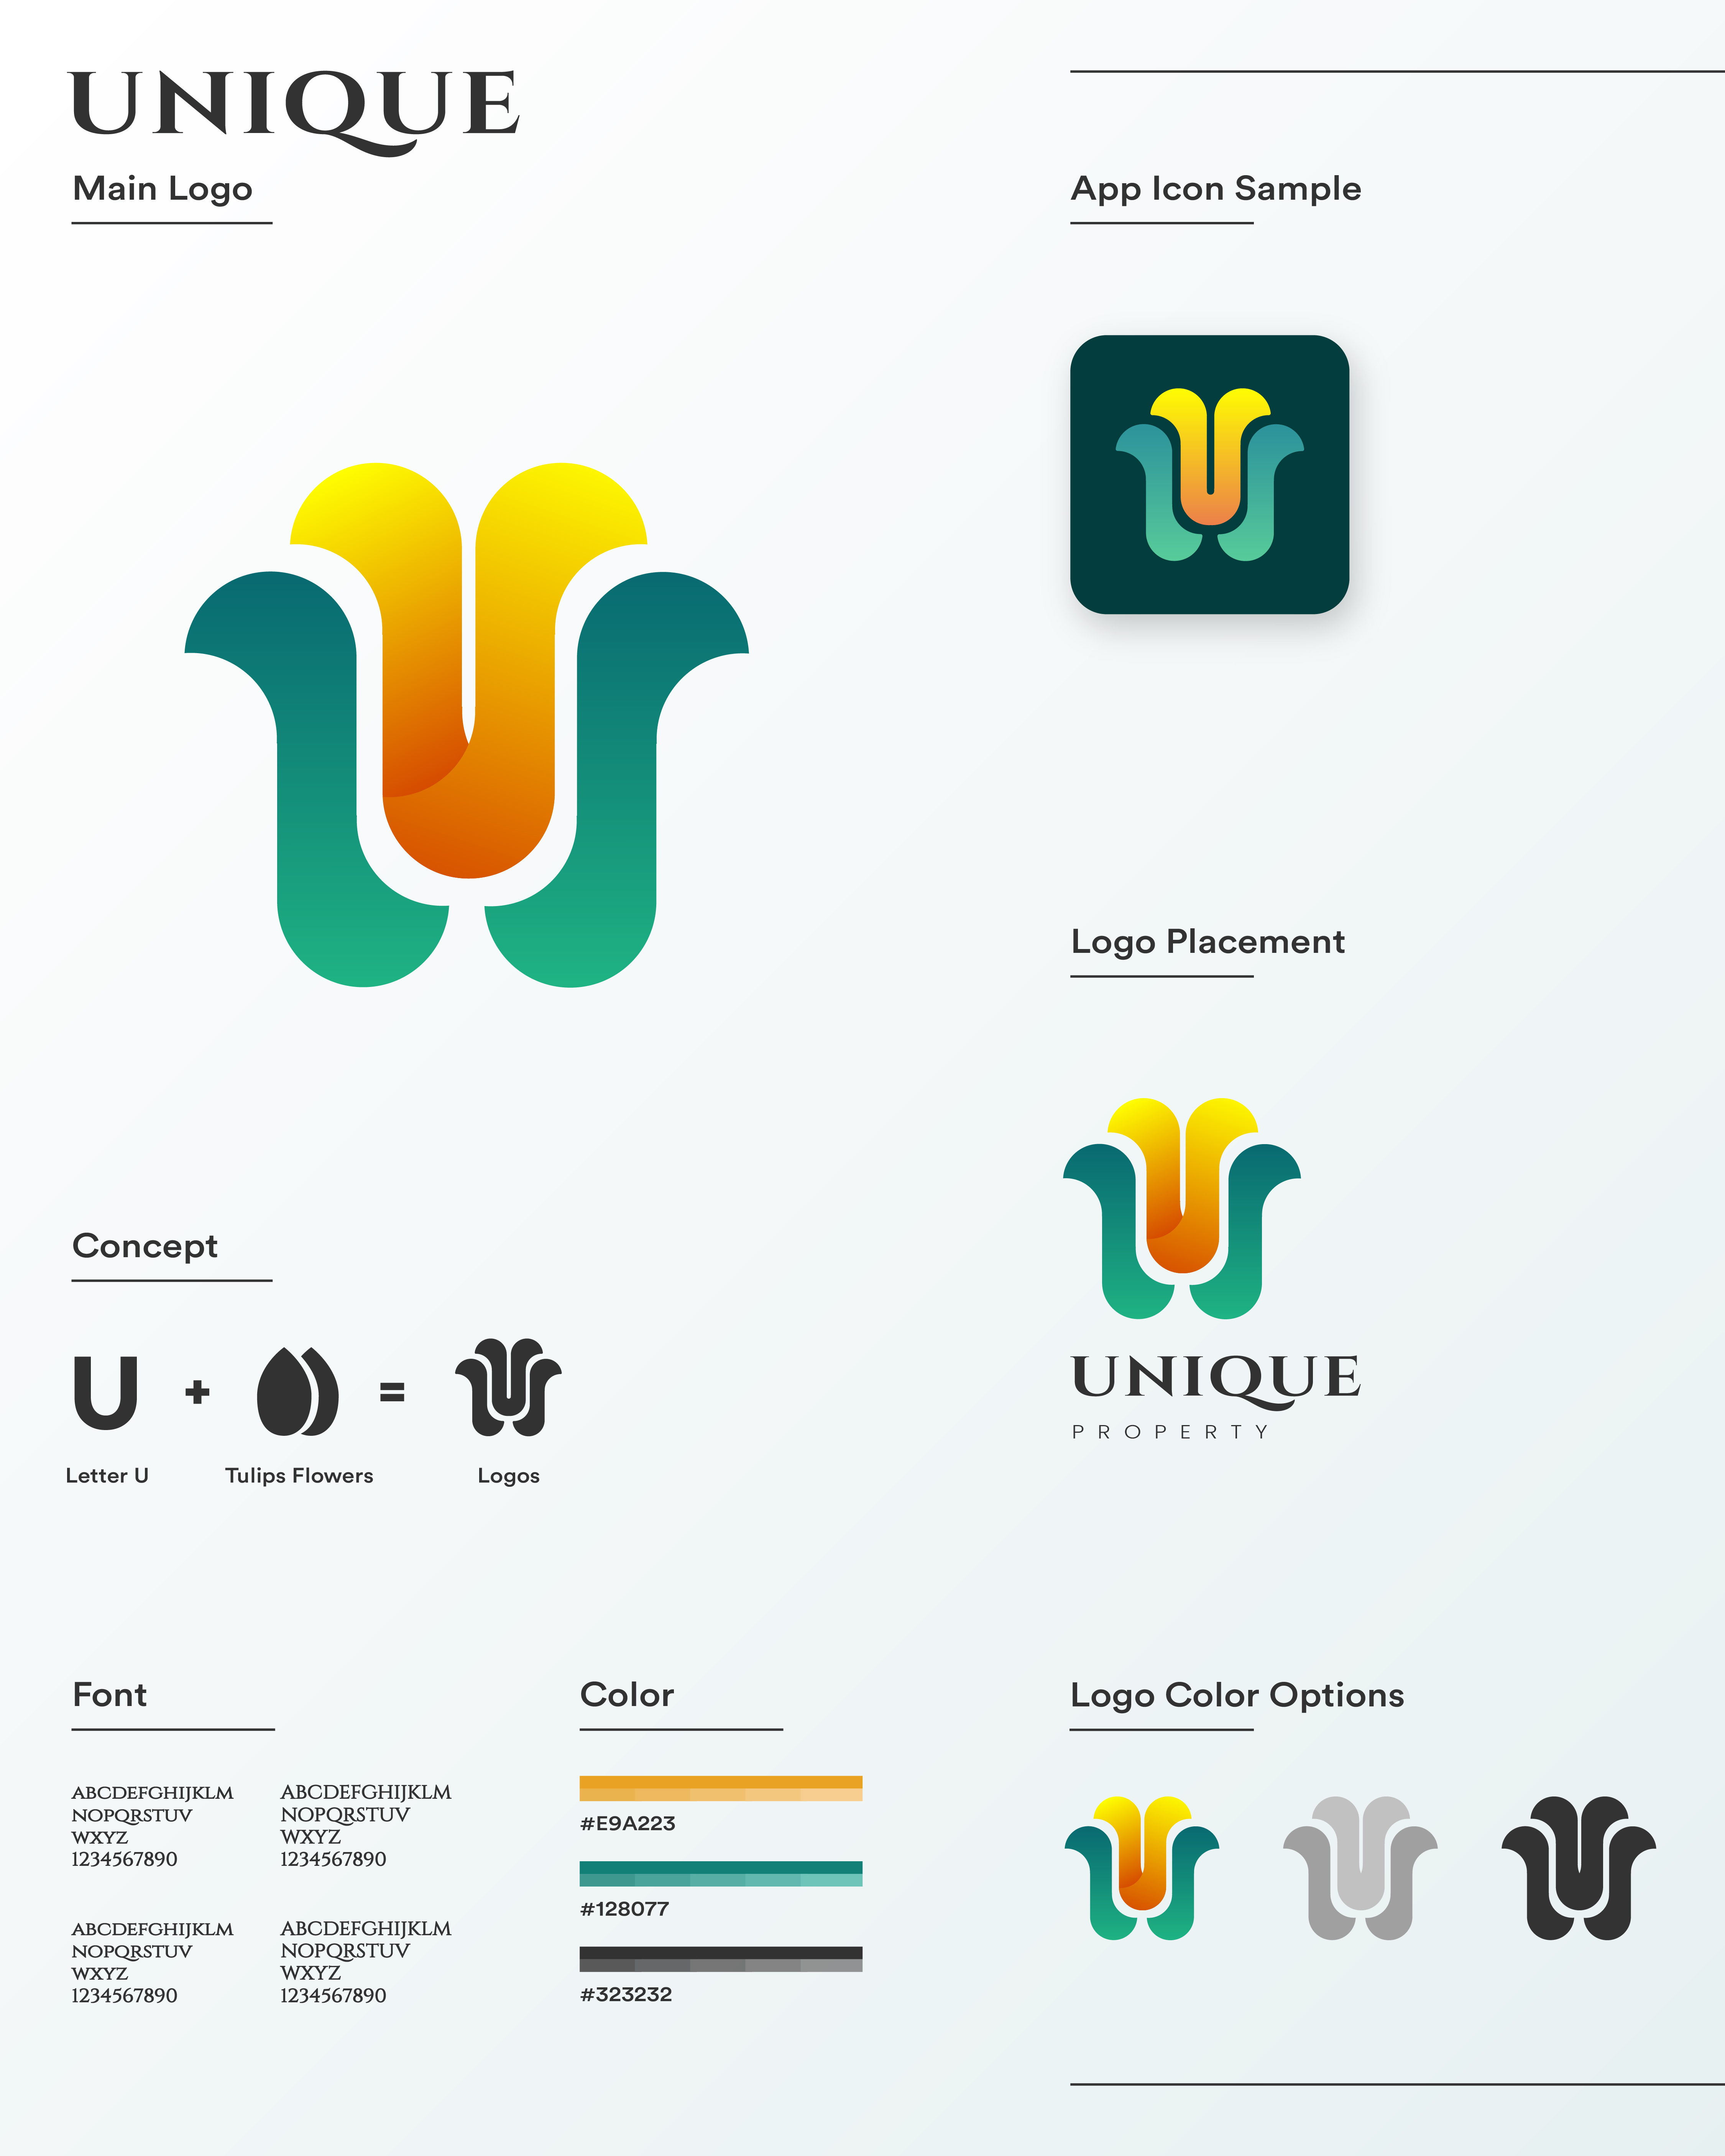 UNIQUE
Main Logo
App Icon Sample
Logo Placement
UNIQUE
PROPERTY
Concept
U + =
Letter U
Tulips Flowers
Logos
Font
ABCDEFGHIJKLM
NOPQRSTUV
WXYZ
1234567890
ABCDEFGHIJKLM
NOPQRSTUV
WXYZ
1234567890
ABCDEFGHIJKLM
NOPQRSTUV
WXYZ
1234567890
ABCDEFGHIJKLM
NOPQRSTUV
WXYZ
1234567890
Color
#E9A223
#128077
#323232
Logo Color Options